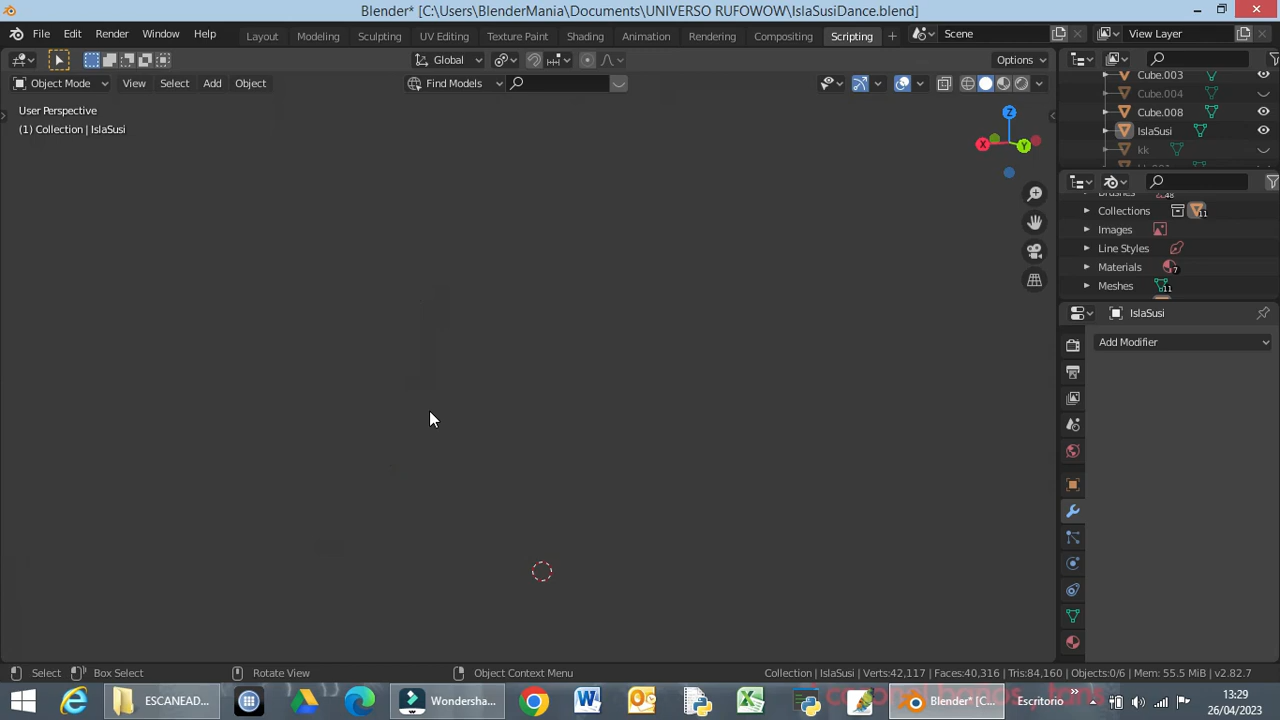 Blender* [C:\Users\BlenderMania\Documents\UNIVERSO RUFOWOW\IslaSusiDance.blend]
File Edit Render Window Help Layout Modeling Sculpting UV Editing Texture Paint Shading Animation Rendering Compositing Scripting + Scene View Layer
Global Options
Object Mode View Select Add Object Find Models
User Perspective
(1) Collection | IslaSusi
X Y Z
Cube.003
Cube.004
Cube.008
IslaSusi
kk
Brushes 48
Collections 11
Images
Line Styles
Materials 7
Meshes 11
IslaSusi
Add Modifier
Select Box Select Rotate View Object Context Menu Collection | IslaSusi | Verts:42,117 | Faces:40,316 | Tris:84,160 | Objects:0/6 | Mem: 55.5 MiB | v2.82.7
ESCANEAD... Wondersha... Blender* [C... Escritorio
13:29
26/04/2023